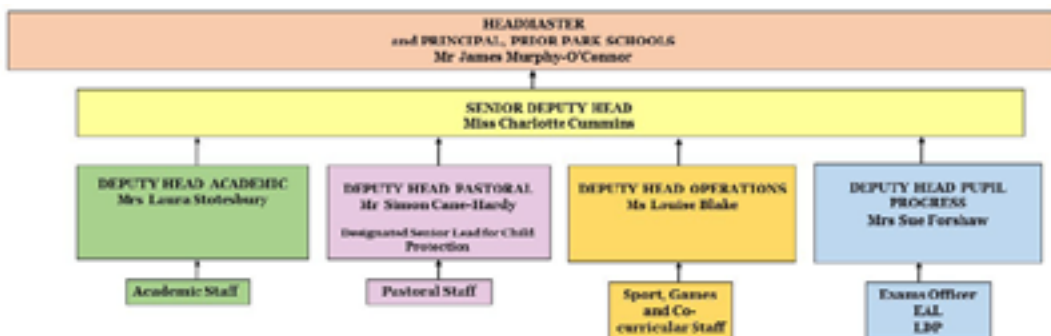 HEADMASTER
and PRINCIPAL, PRIOR PARK SCHOOLS
Mr James Murphy-O'Connor
SENIOR DEPUTY HEAD
Miss Charlotte Cummins
DEPUTY HEAD ACADEMIC
Mrs Laura Stotesbury
DEPUTY HEAD PASTORAL
Mr Simon Cane-Hardy
Designated Senior Lead for Child
Protection
DEPUTY HEAD OPERATIONS
Ms Louise Blake
DEPUTY HEAD PUPIL
PROGRESS
Mrs Sue Forshaw
Academic Staff
Pastoral Staff
Sport, Games
and Co-
curricular Staff
Exams Officer
EAL
LDP